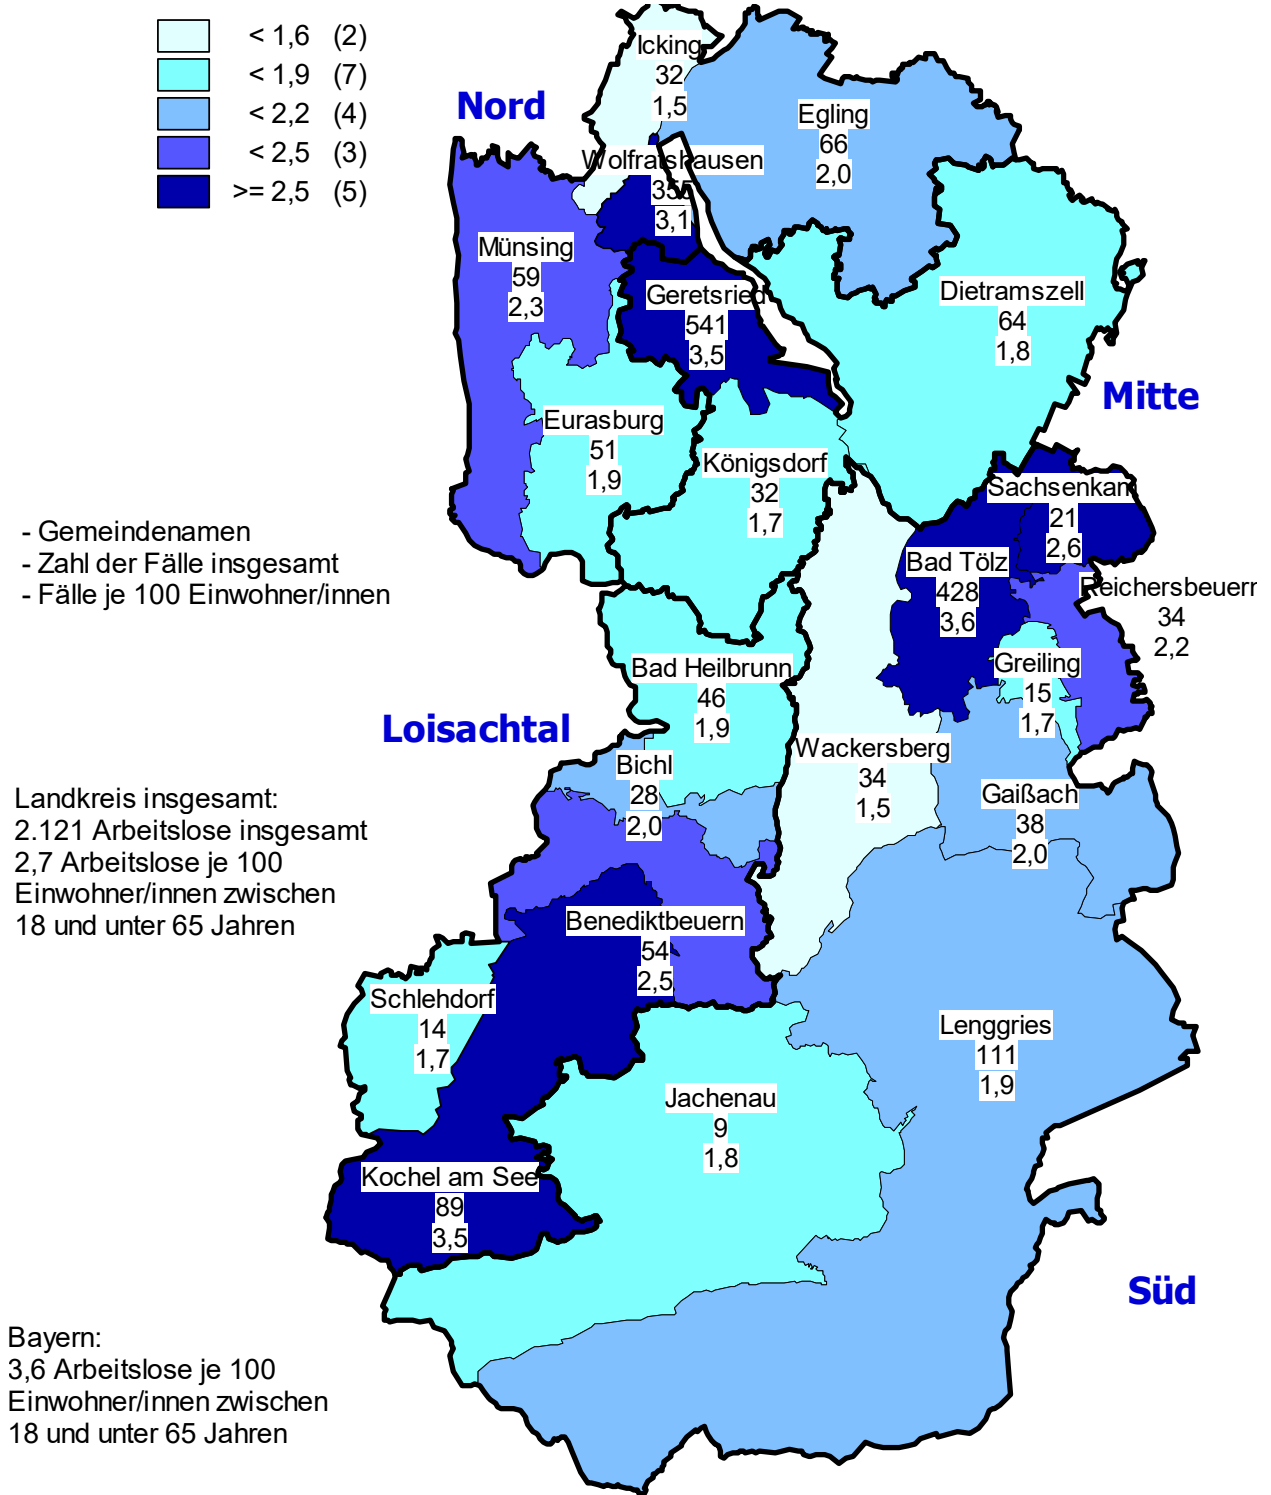 < 1,6 (2)
< 1,9 (7)
< 2,2 (4)
< 2,5 (3)
>= 2,5 (5)
Nord
Icking
32
1,5
Egling
66
2,0
Wolfratshausen
355
3,1
Münsing
59
2,3
Geretsried
541
3,5
Dietramszell
64
1,8
Mitte
Eurasburg
51
1,9
Königsdorf
32
1,7
Sachsenkam
21
2,6
- Gemeindenamen
- Zahl der Fälle insgesamt
- Fälle je 100 Einwohner/innen
Bad Tölz
428
3,6
Reichersbeuern
34
2,2
Greiling
15
1,7
Bad Heilbrunn
46
1,9
Loisachtal
Wackersberg
34
1,5
Bichl
28
2,0
Gaißach
38
2,0
Landkreis insgesamt:
2.121 Arbeitslose insgesamt
2,7 Arbeitslose je 100
Einwohner/innen zwischen
18 und unter 65 Jahren
Benediktbeuern
54
2,5
Schlehdorf
14
1,7
Lenggries
111
1,9
Jachenau
9
1,8
Kochel am See
89
3,5
Süd
Bayern:
3,6 Arbeitslose je 100
Einwohner/innen zwischen
18 und unter 65 Jahren